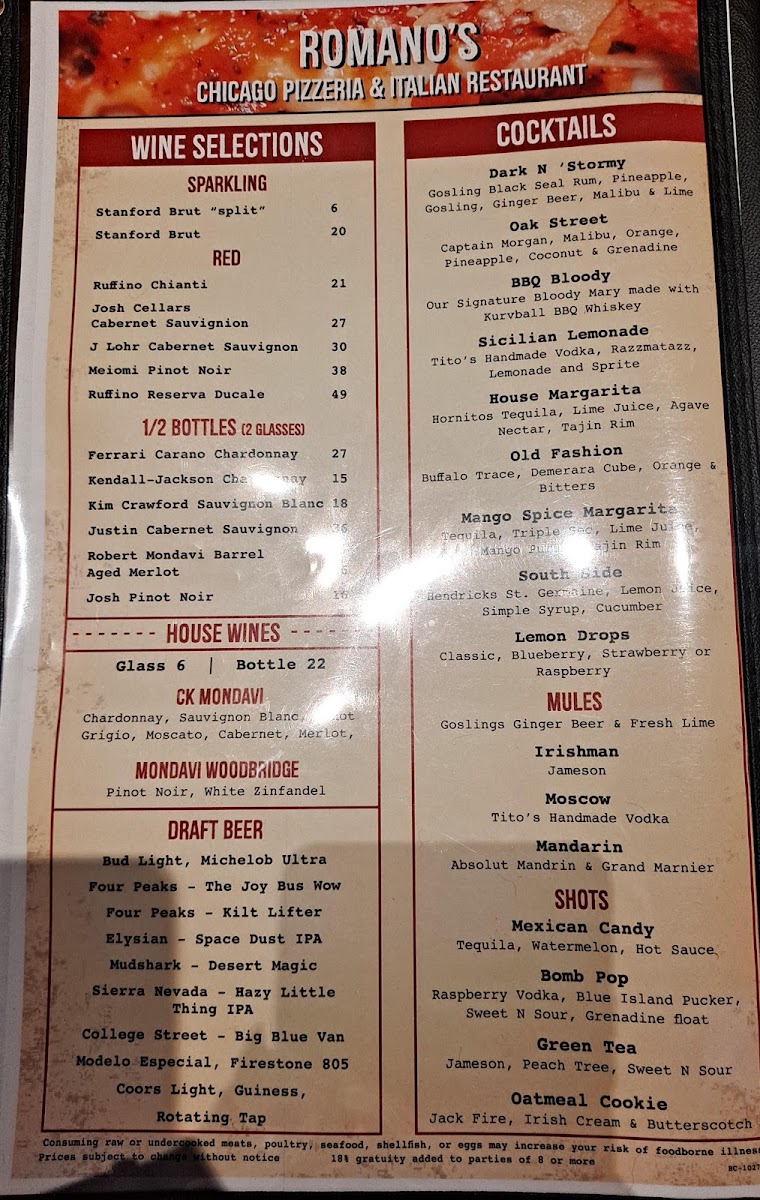 ROMANO'S
CHICAGO PIZZERIA & ITALIAN RESTAURANT
WINE SELECTIONS
SPARKLING
Stanford Brut "split" 6
Stanford Brut 20
RED
Ruffino Chianti 21
Josh Cellars
Cabernet Sauvignion 27
J Lohr Cabernet Sauvignon 30
Meiomi Pinot Noir 38
Ruffino Reserva Ducale 49
1/2 BOTTLES (2 GLASSES)
Ferrari Carano Chardonnay 27
Kendall-Jackson 15
Kim Crawford Sauvignon Blanc 18
Justin Cabernet Sauvignon
Robert Mondavi Barrel
Aged Merlot
Josh Pinot Noir
HOUSE WINES
Glass 6 | Bottle 22
CK MONDAVI
Chardonnay, Sauvignon Blanc,
Grigio, Moscato, Cabernet, Merlot,
MONDAVI WOODBRIDGE
Pinot Noir, White Zinfandel
DRAFT BEER
Bud Light, Michelob Ultra
Four Peaks - The Joy Bus Wow
Four Peaks - Kilt Lifter
Elysian - Space Dust IPA
Mudshark - Desert Magic
Sierra Nevada - Hazy Little
Thing IPA
College Street - Big Blue Van
Modelo Especial, Firestone 805
Coors Light, Guiness,
Rotating Tap
COCKTAILS
Dark N 'Stormy
Gosling Black Seal Rum, Pineapple,
Gosling, Ginger Beer, Malibu & Lime
Oak Street
Captain Morgan, Malibu, Orange,
Pineapple, Coconut & Grenadine
BBQ Bloody
Our Signature Bloody Mary made with
Kurvball BBQ Whiskey
Sicilian Lemonade
Tito's Handmade Vodka, Razzmatazz,
Lemonade and Sprite
House Margarita
Hornitos Tequila, Lime Juice, Agave
Nectar, Tajin Rim
Old Fashion
Buffalo Trace, Demerara Cube, Orange &
Bitters
Mango Spice Margarita
Tequila, Triple Sec, Lime Juice,
Mango Tajin Rim
South Side
Hendricks St. Germaine, Lemon Juice,
Simple Syrup, Cucumber
Lemon Drops
Classic, Blueberry, Strawberry or
Raspberry
MULES
Goslings Ginger Beer & Fresh Lime
Irishman
Jameson
Moscow
Tito's Handmade Vodka
Mandarin
Absolut Mandrin & Grand Marnier
SHOTS
Mexican Candy
Tequila, Watermelon, Hot Sauce
Bomb Pop
Raspberry Vodka, Blue Island Pucker,
Sweet N Sour, Grenadine float
Green Tea
Jameson, Peach Tree, Sweet N Sour
Oatmeal Cookie
Jack Fire, Irish Cream & Butterscotch
Consuming raw or undercooked meats, poultry, seafood, shellfish, or eggs may increase your risk of foodborne illness
Prices subject to change without notice 18% gratuity added to parties of 8 or more